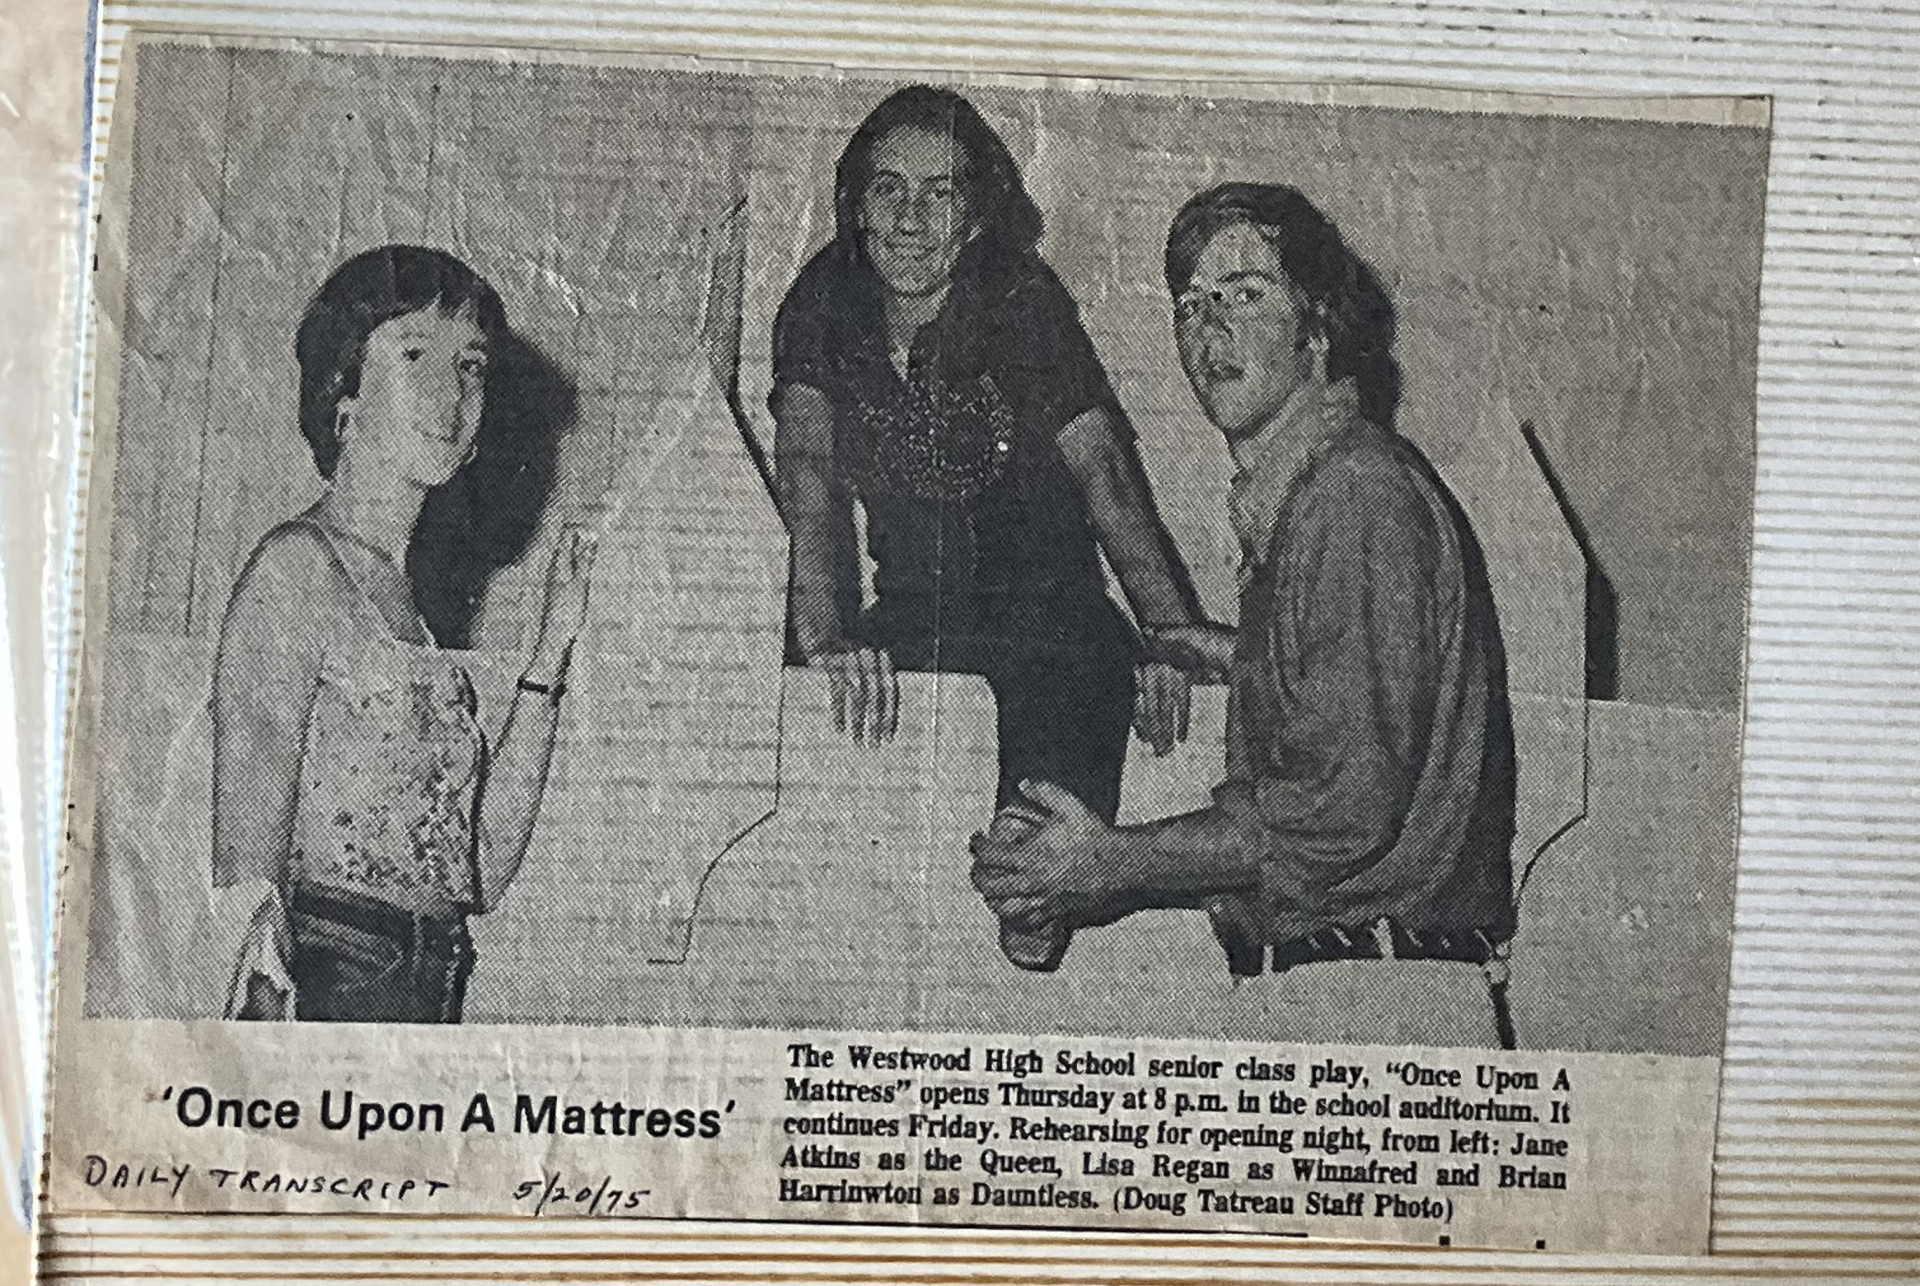 'Once Upon A Mattress'
DAILY TRANSCRIPT 5/20/75
The Westwood High School senior class play, “Once Upon A
Mattress” opens Thursday at 8 p.m. in the school auditorium. It
continues Friday. Rehearsing for opening night, from left: Jane
Atkins as the Queen, Lisa Regan as Winnafred and Brian
Harrinwton as Dauntless. (Doug Tatreau Staff Photo)